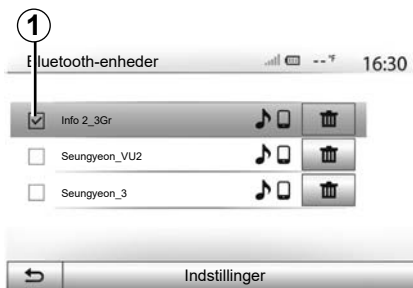 1
Bluetooth-enheder --°F 16:30
Info 2_3Gr
Seungyeon_VU2
Seungyeon_3
Indstillinger